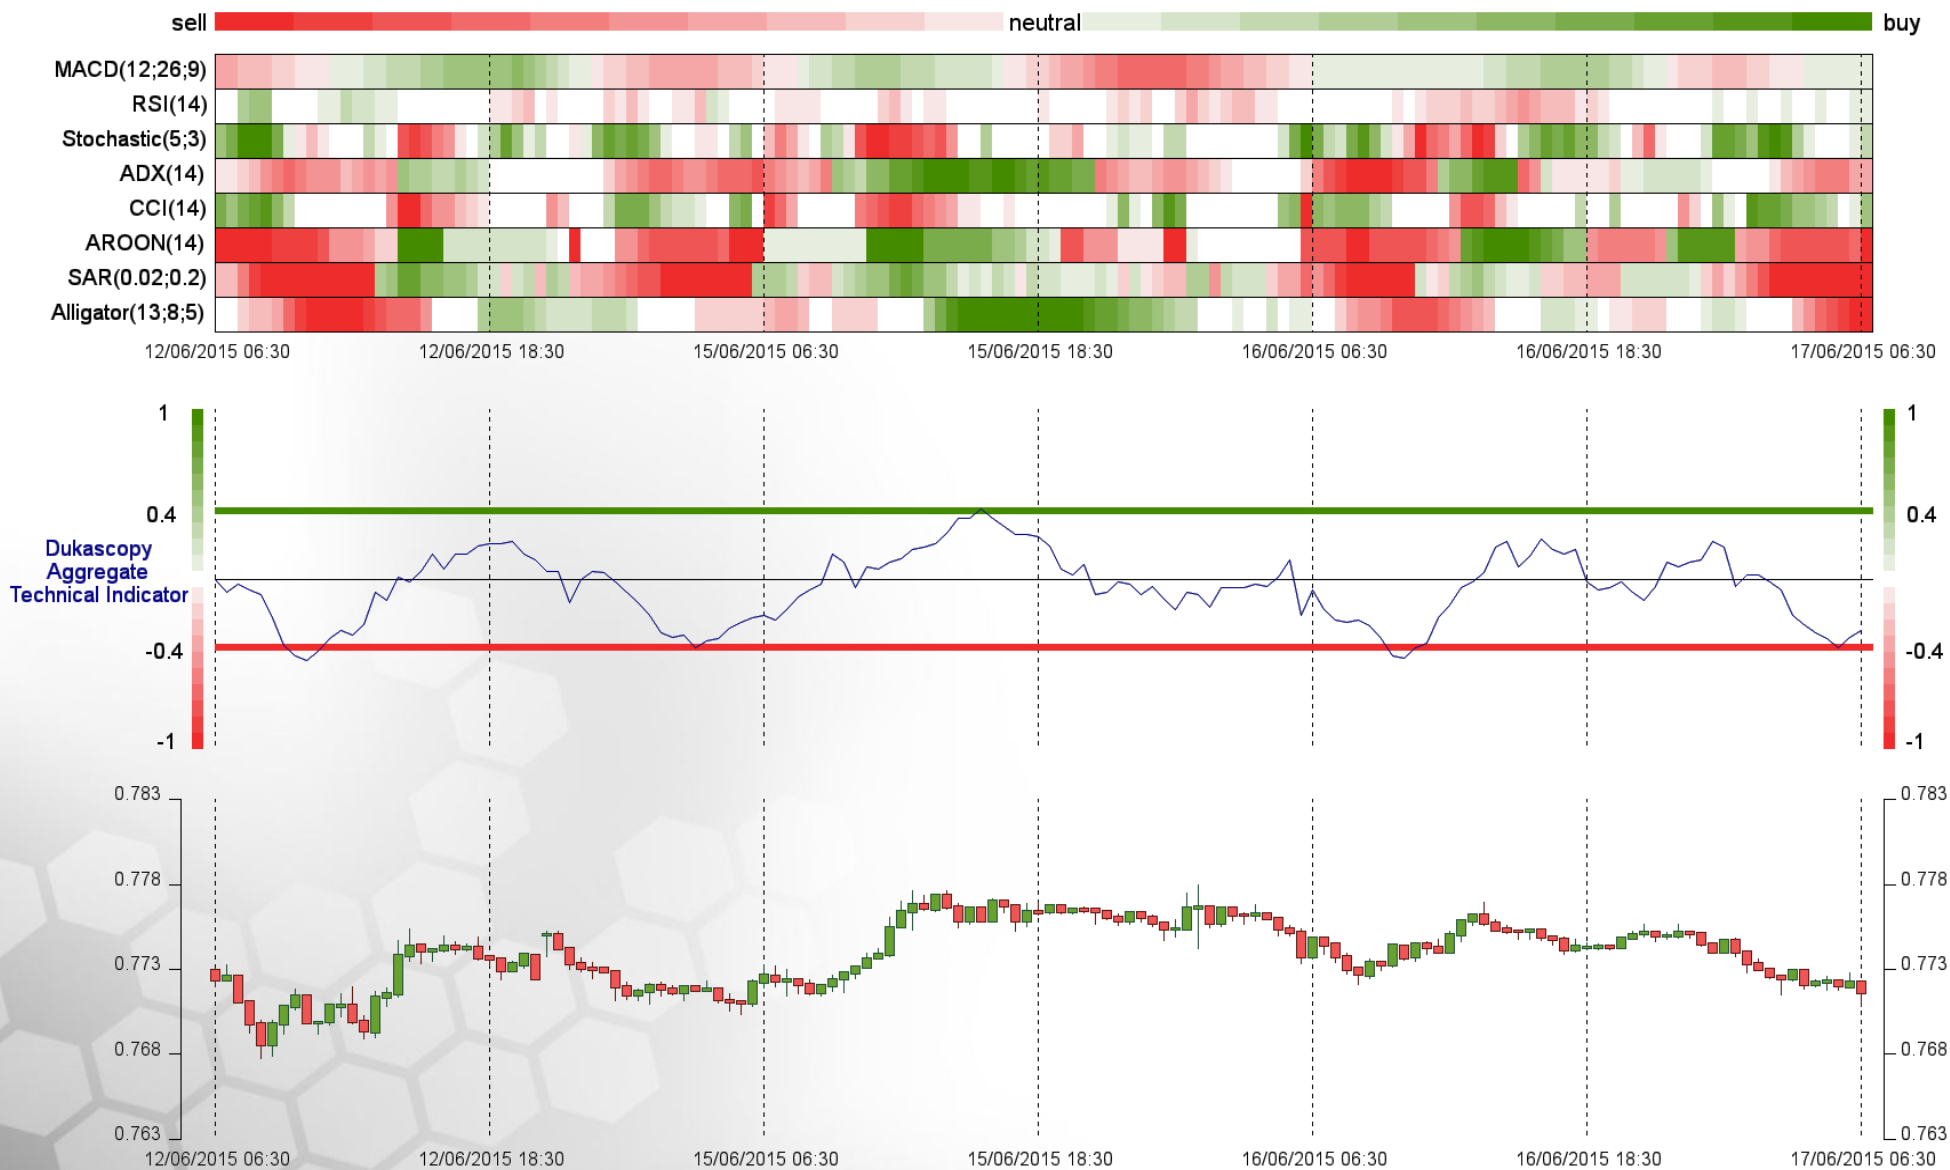 sell neutral buy
MACD(12;26;9)
RSI(14)
Stochastic(5;3)
ADX(14)
CCI(14)
AROON(14)
SAR(0.02;0.2)
Alligator(13;8;5)
12/06/2015 06:30 12/06/2015 18:30 15/06/2015 06:30 15/06/2015 18:30 16/06/2015 06:30 16/06/2015 18:30 17/06/2015 06:30
1 1
0.4 0.4
Dukascopy
Aggregate
Technical Indicator
-0.4 -0.4
-1 -1
0.783 0.783
0.778 0.778
0.773 0.773
0.768 0.768
0.763 0.763
12/06/2015 06:30 12/06/2015 18:30 15/06/2015 06:30 15/06/2015 18:30 16/06/2015 06:30 16/06/2015 18:30 17/06/2015 06:30